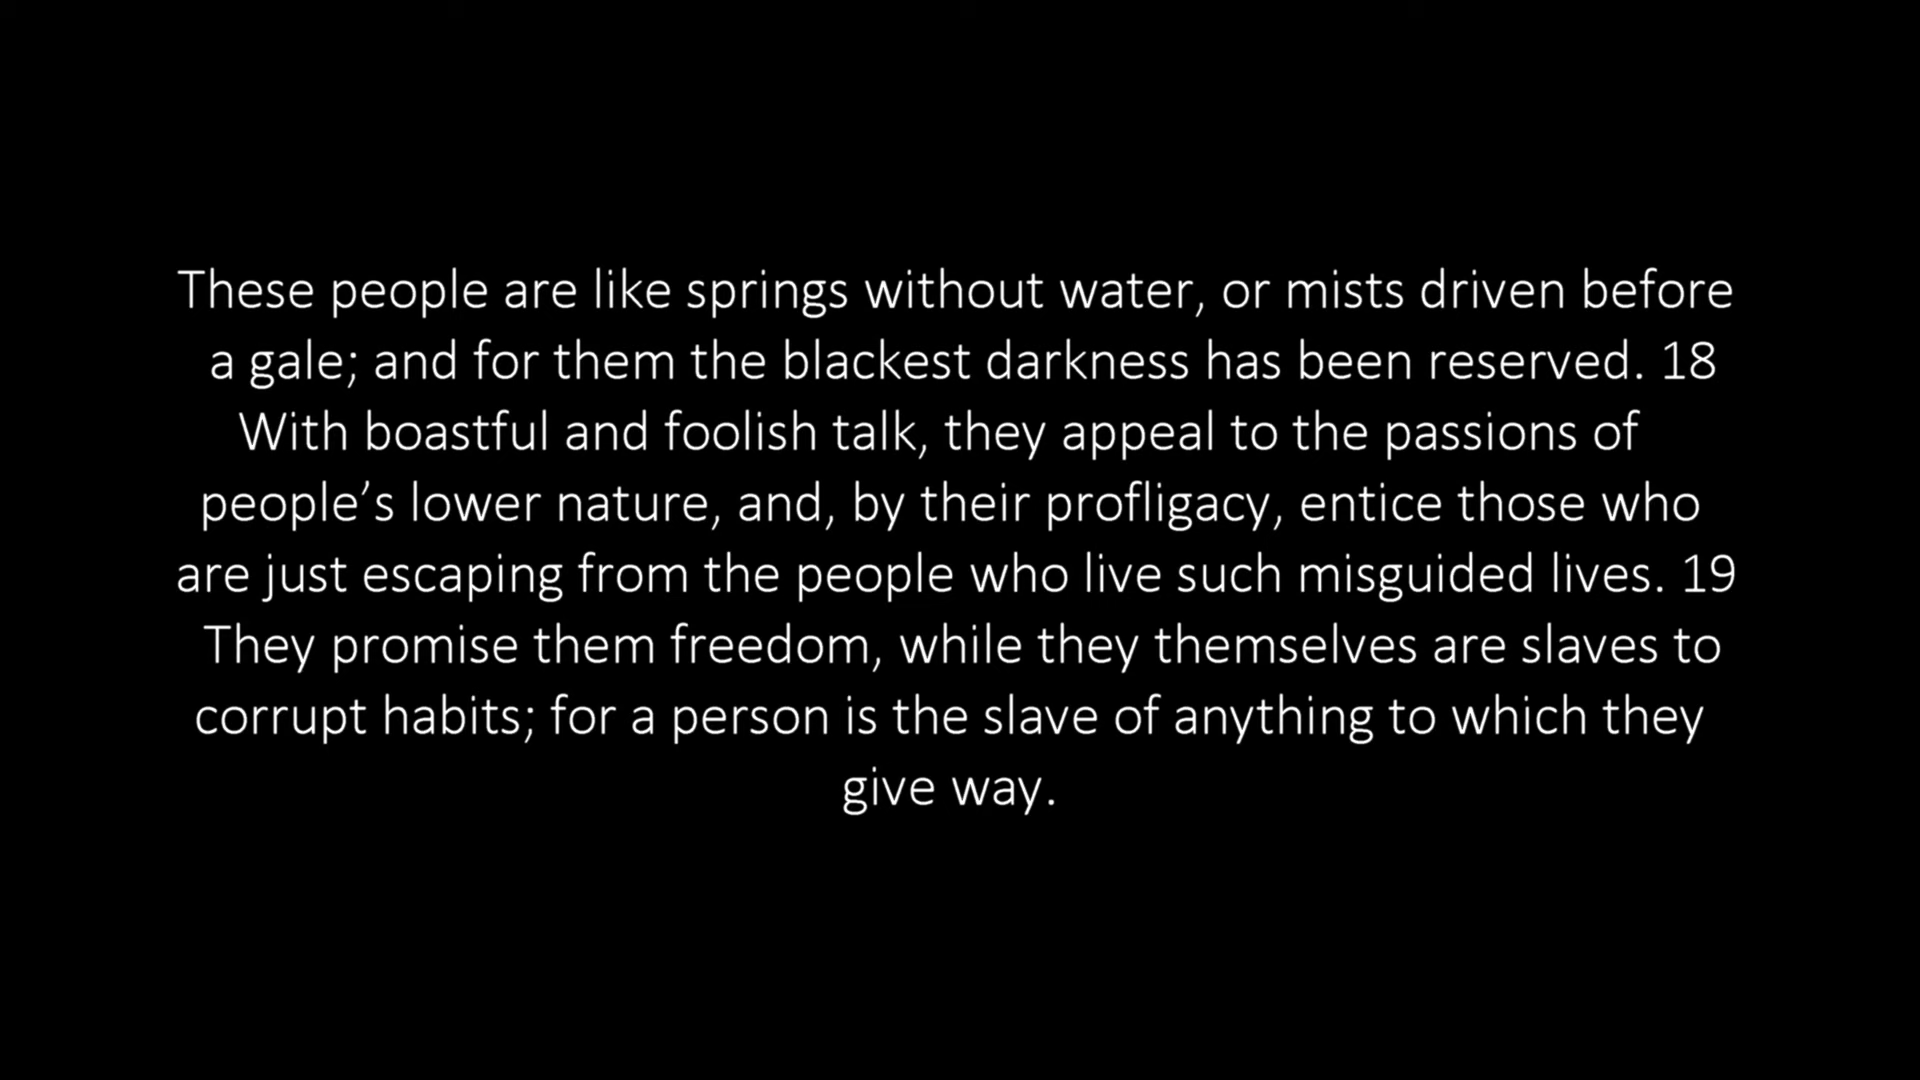 These people are like springs without water, or mists driven before
a gale; and for them the blackest darkness has been reserved. 18
With boastful and foolish talk, they appeal to the passions of
people’s lower nature, and, by their profligacy, entice those who
are just escaping from the people who live such misguided lives. 19
They promise them freedom, while they themselves are slaves to
corrupt habits; for a person is the slave of anything to which they
give way.